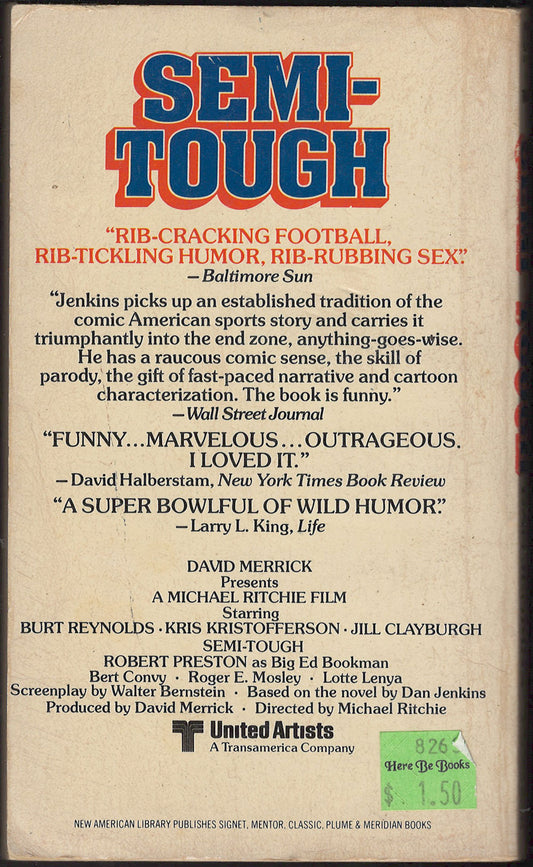 SEMI-
TOUGH
“RIB-CRACKING FOOTBALL,
RIB-TICKLING HUMOR, RIB-RUBBING SEX.”
—Baltimore Sun
“Jenkins picks up an established tradition of the
comic American sports story and carries it
triumphantly into the end zone, anything-goes-wise.
He has a raucous comic sense, the skill of
parody, the gift of fast-paced narrative and cartoon
characterization. The book is funny.”
—Wall Street Journal
“FUNNY...MARVELOUS...OUTRAGEOUS.
I LOVED IT.”
—David Halberstam, New York Times Book Review
“A SUPER BOWLFUL OF WILD HUMOR.”
—Larry L. King, Life
DAVID MERRICK
Presents
A MICHAEL RITCHIE FILM
Starring
BURT REYNOLDS · KRIS KRISTOFFERSON · JILL CLAYBURGH
SEMI-TOUGH
ROBERT PRESTON as Big Ed Bookman
Bert Convy · Roger E. Mosley · Lotte Lenya
Screenplay by Walter Bernstein · Based on the novel by Dan Jenkins
Produced by David Merrick · Directed by Michael Ritchie
United Artists
A Transamerica Company
826
Here Be Books
$ 1.50
NEW AMERICAN LIBRARY PUBLISHES SIGNET, MENTOR, CLASSIC, PLUME & MERIDIAN BOOKS